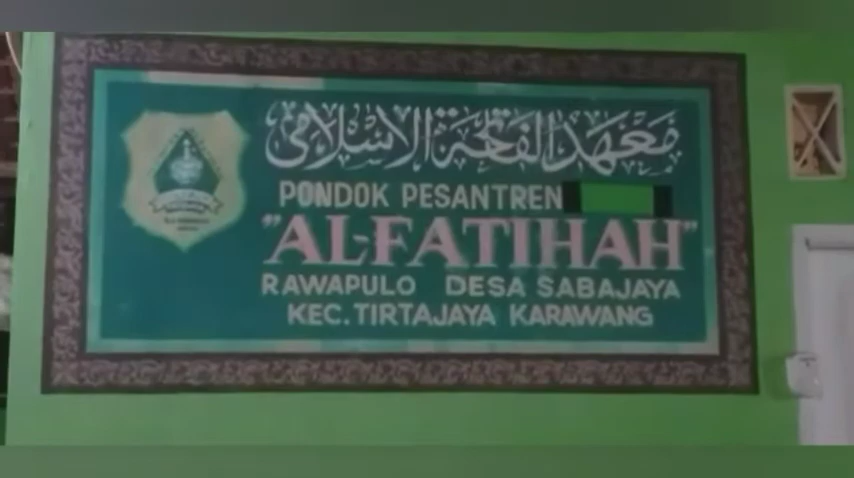 معهد الفتحة الاسلامي
PONDOK PESANTREN
"AL-FATIHAH"
RAWAPULO DESA SABAJAYA
KEC. TIRTAJAYA KARAWANG